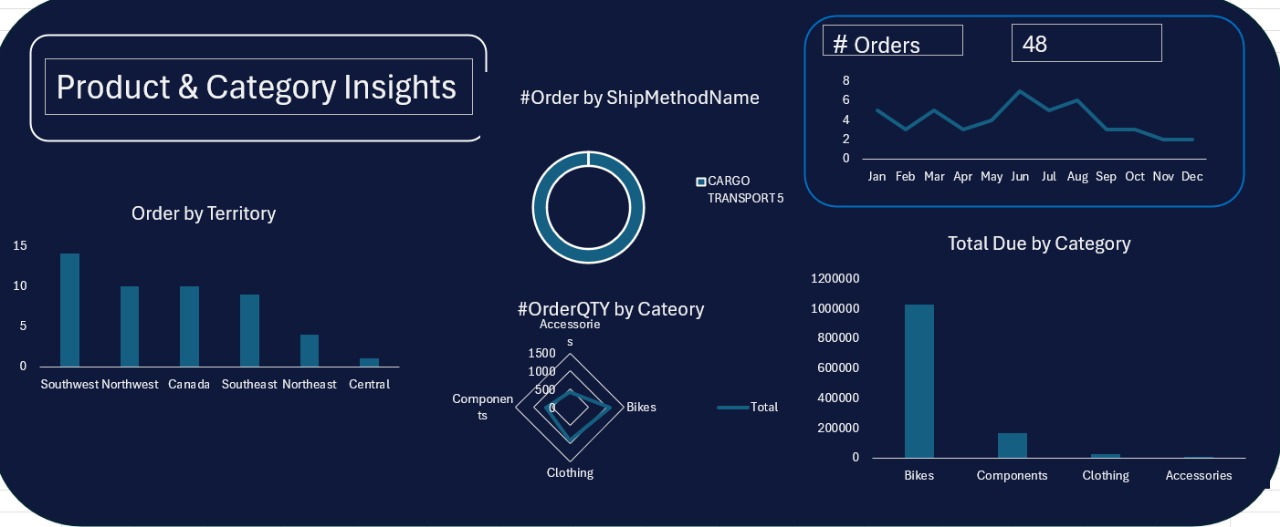 Product & Category Insights
#Order by ShipMethodName
CARGO
TRANSPORT 5
# Orders
48
8
6
4
2
0
Jan Feb Mar Apr May Jun Jul Aug Sep Oct Nov Dec
Order by Territory
15
10
5
0
Southwest Northwest Canada Southeast Northeast Central
#OrderQTY by Cateory
Accessorie
s
1500
1000
500
0
Componen
ts
Bikes
Clothing
Total
Total Due by Category
1200000
1000000
800000
600000
400000
200000
0
Bikes Components Clothing Accessories